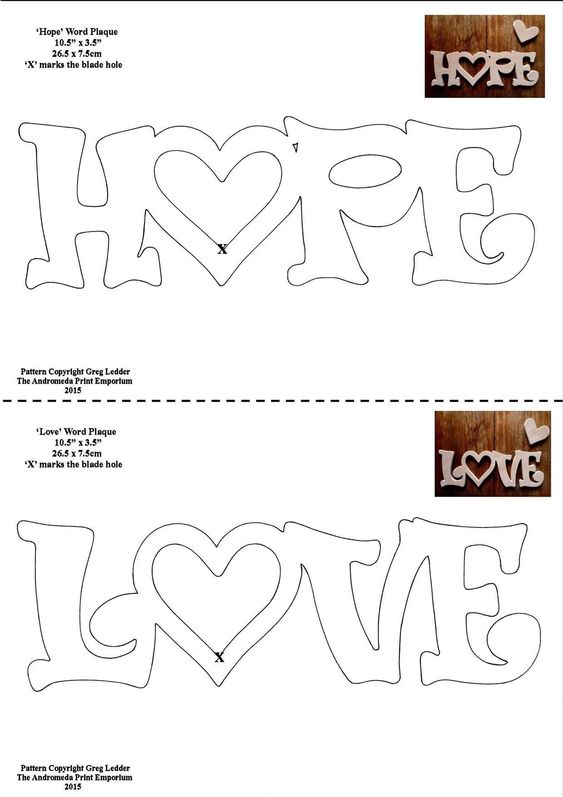 ‘Hope’ Word Plaque
10.5” x 3.5”
26.5 x 7.5cm
‘X’ marks the blade hole
HOPE
HOPE
X
Pattern Copyright Greg Ledder
The Andromeda Print Emporium
2015
‘Love’ Word Plaque
10.5” x 3.5”
26.5 x 7.5cm
‘X’ marks the blade hole
LOVE
LOVE
X
Pattern Copyright Greg Ledder
The Andromeda Print Emporium
2015